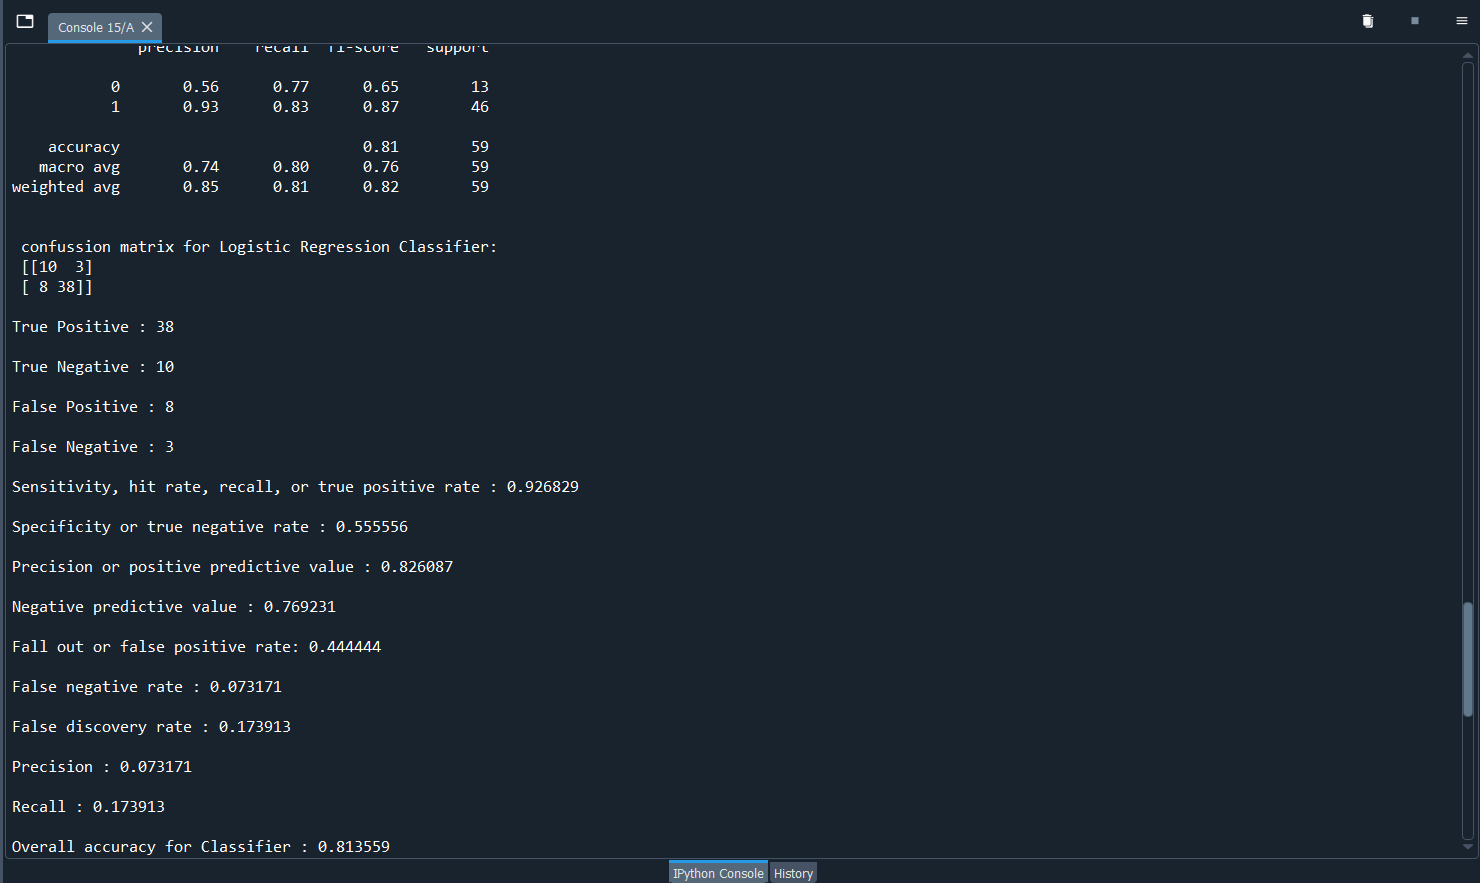 Console 15/A
precision recall f1-score support
0 0.56 0.77 0.65 13
1 0.93 0.83 0.87 46
accuracy 0.81 59
macro avg 0.74 0.80 0.76 59
weighted avg 0.85 0.81 0.82 59
confussion matrix for Logistic Regression Classifier:
[[10  3]
[ 8 38]]
True Positive : 38
True Negative : 10
False Positive : 8
False Negative : 3
Sensitivity, hit rate, recall, or true positive rate : 0.926829
Specificity or true negative rate : 0.555556
Precision or positive predictive value : 0.826087
Negative predictive value : 0.769231
Fall out or false positive rate: 0.444444
False negative rate : 0.073171
False discovery rate : 0.173913
Precision : 0.073171
Recall : 0.173913
Overall accuracy for Classifier : 0.813559
IPython Console History